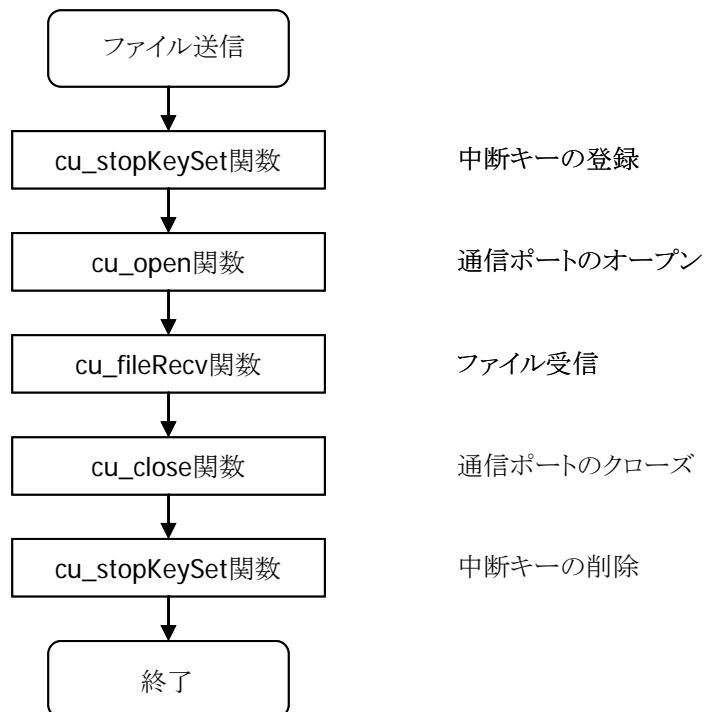 ファイル送信
cu_stopKeySet関数 中断キーの登録
cu_open関数 通信ポートのオープン
cu_fileRecv関数 ファイル受信
cu_close関数 通信ポートのクローズ
cu_stopKeySet関数 中断キーの削除
終了